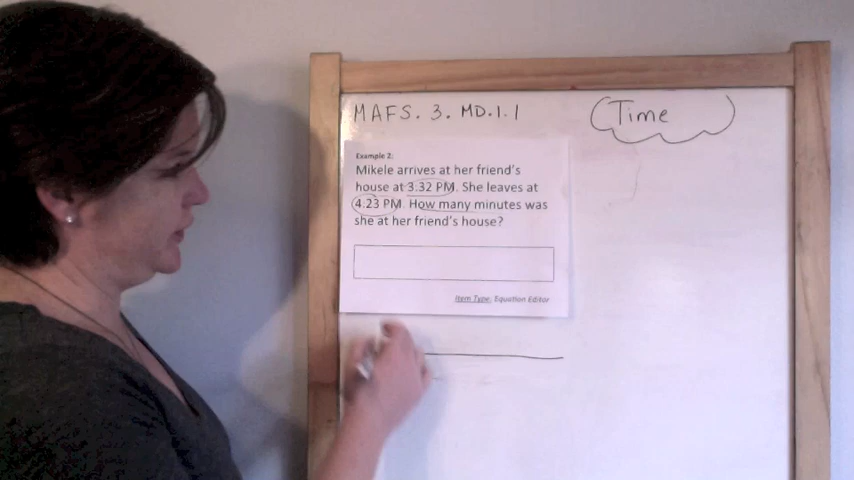 MAFS. 3. MD.1.1
Time
Example 2:
Mikele arrives at her friend's
house at 3:32 PM. She leaves at
4:23 PM. How many minutes was
she at her friend's house?
Item Type: Equation Editor